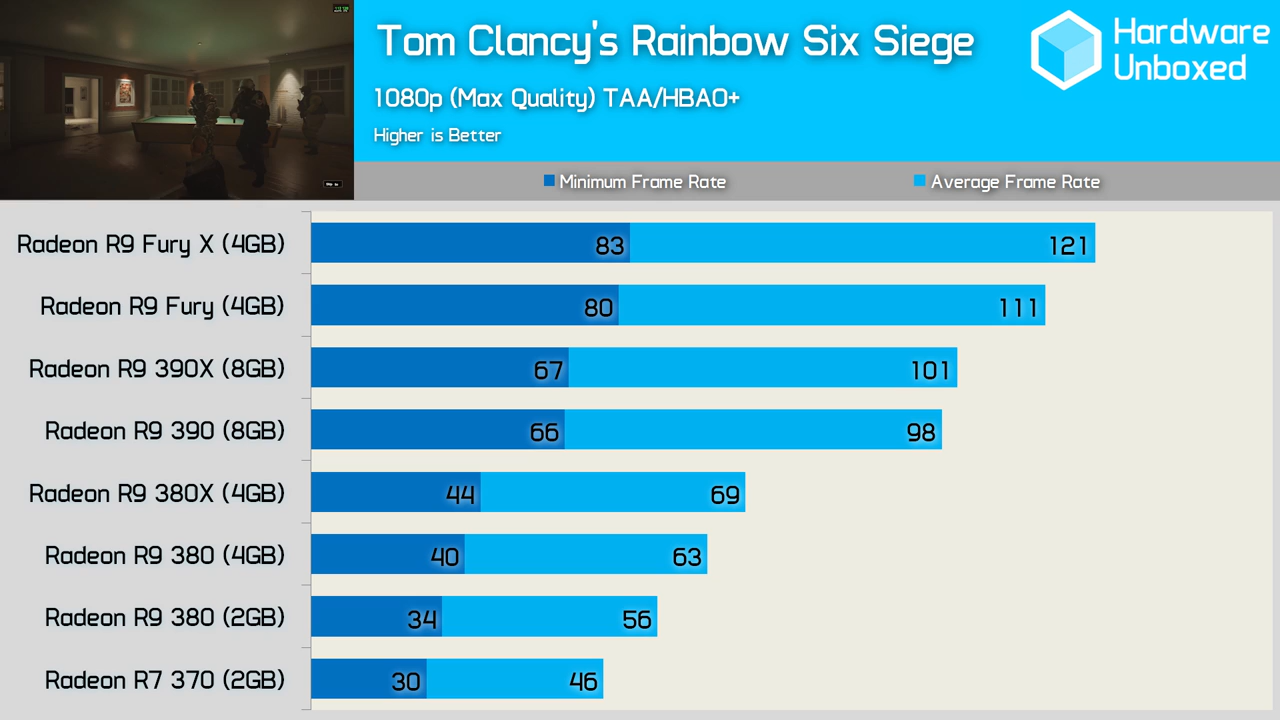 Tom Clancy's Rainbow Six Siege
Hardware
Unboxed
1080p (Max Quality) TAA/HBAO+
Higher is Better
Minimum Frame Rate
Average Frame Rate
Radeon R9 Fury X (4GB) 83 121
Radeon R9 Fury (4GB) 80 111
Radeon R9 390X (8GB) 67 101
Radeon R9 390 (8GB) 66 98
Radeon R9 380X (4GB) 44 69
Radeon R9 380 (4GB) 40 63
Radeon R9 380 (2GB) 34 56
Radeon R7 370 (2GB) 30 46